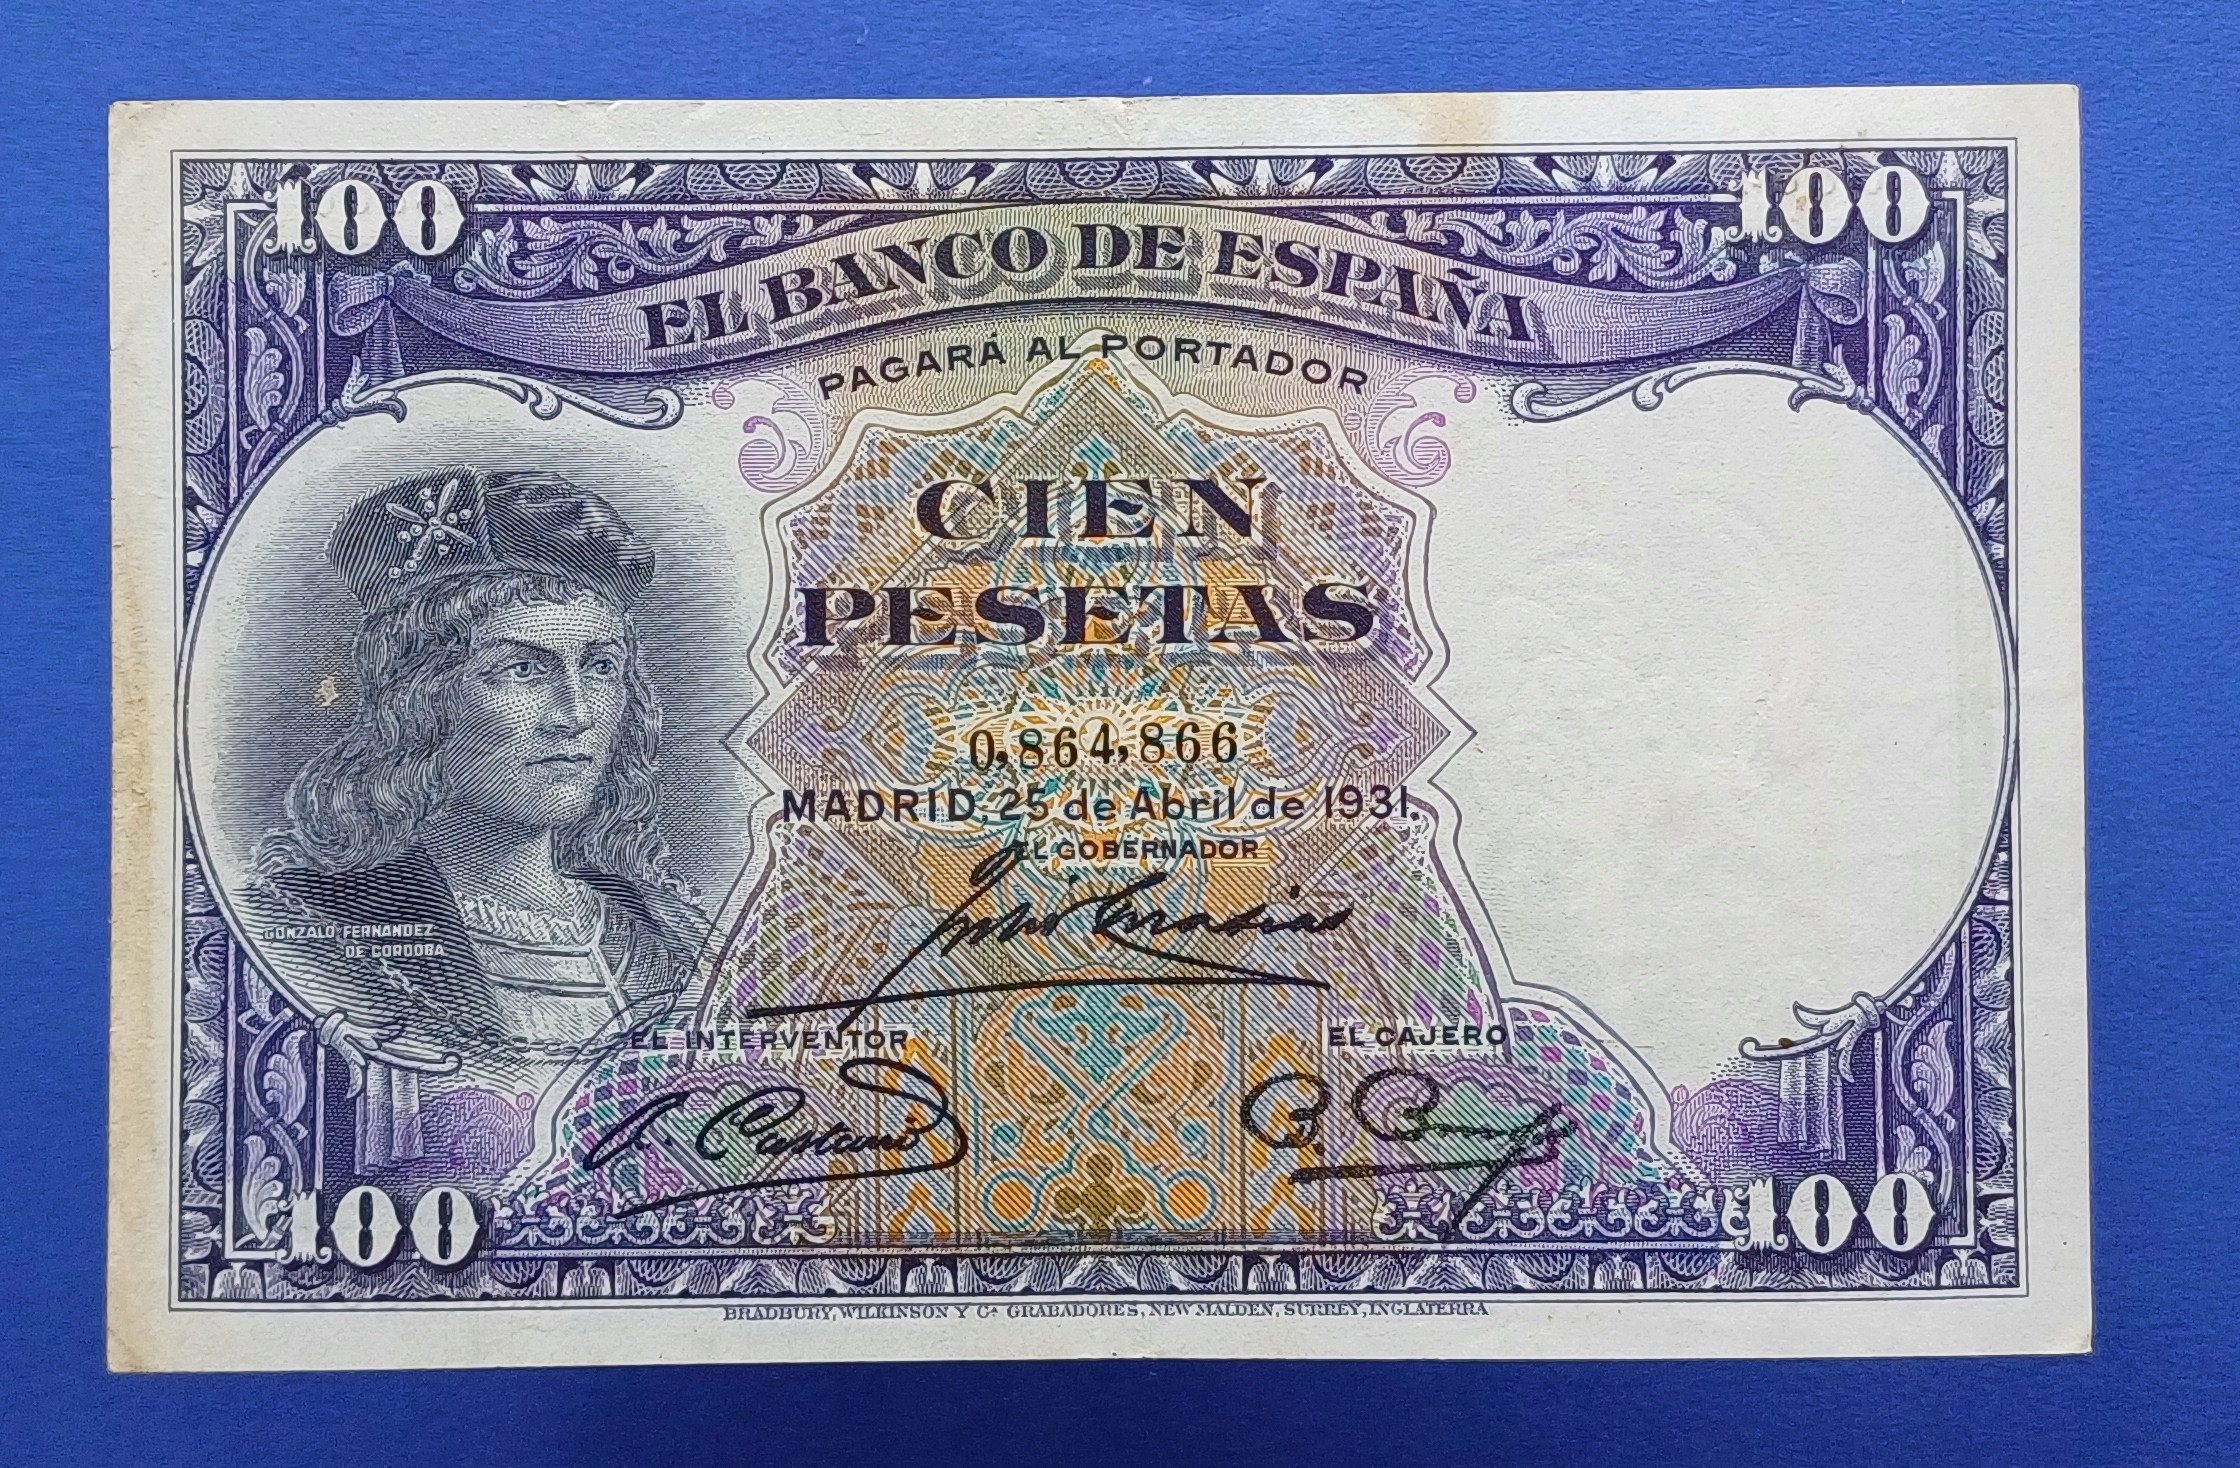 100 100
EL BANCO DE ESPAÑA
PAGARÁ AL PORTADOR
CIEN
PESETAS
0,864,866
MADRID, 25 de Abril de 1931.
EL GOBERNADOR
GONZALO FERNANDEZ
DE CORDOBA
EL INTERVENTOR EL CAJERO
A. Castaño
100 100
BRADBURY, WILKINSON Y Cª GRABADORES, NEW MALDEN, SURREY, INGLATERRA